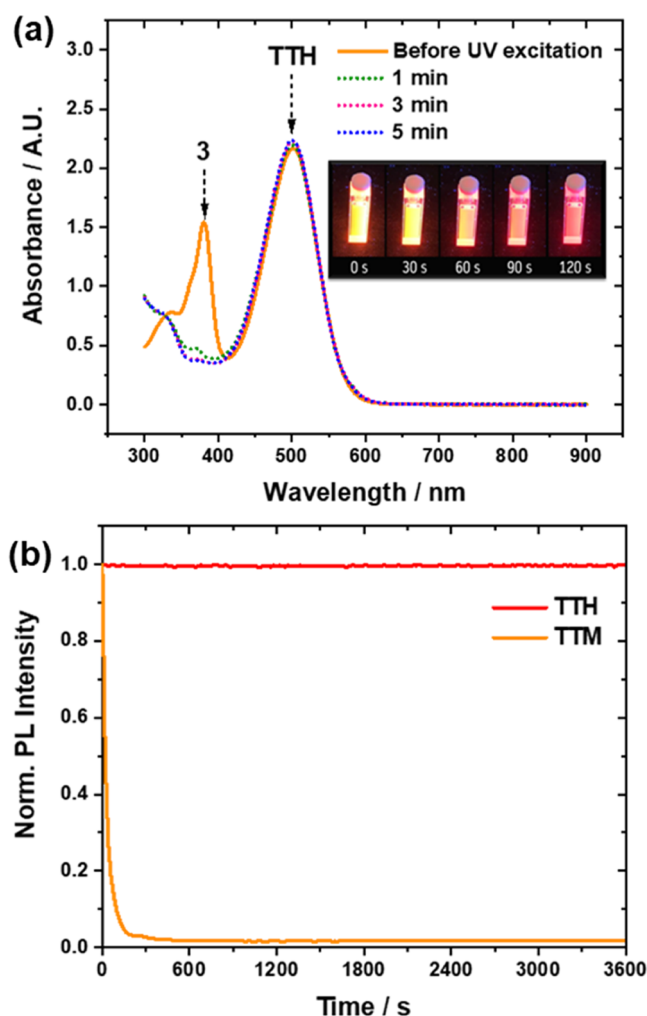 (a)
3.0
2.5
2.0
1.5
1.0
0.5
0.0
Absorbance / A.U.
3
TTH
Before UV excitation
1 min
3 min
5 min
0 s 30 s 60 s 90 s 120 s
300 400 500 600 700 800 900
Wavelength / nm
(b)
1.0
0.8
0.6
0.4
0.2
0.0
Norm. PL Intensity
TTH
TTM
0 600 1200 1800 2400 3000 3600
Time / s